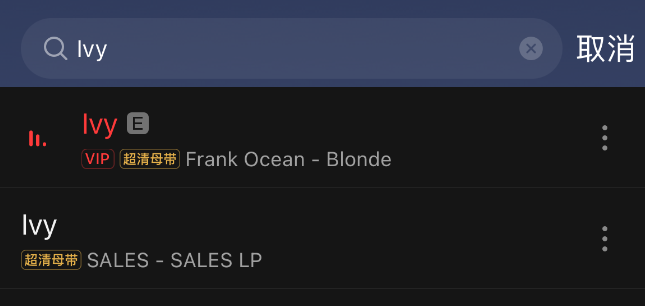 Ivy
取消
Ivy E
VIP 超清母带 Frank Ocean - Blonde
Ivy
超清母带 SALES - SALES LP